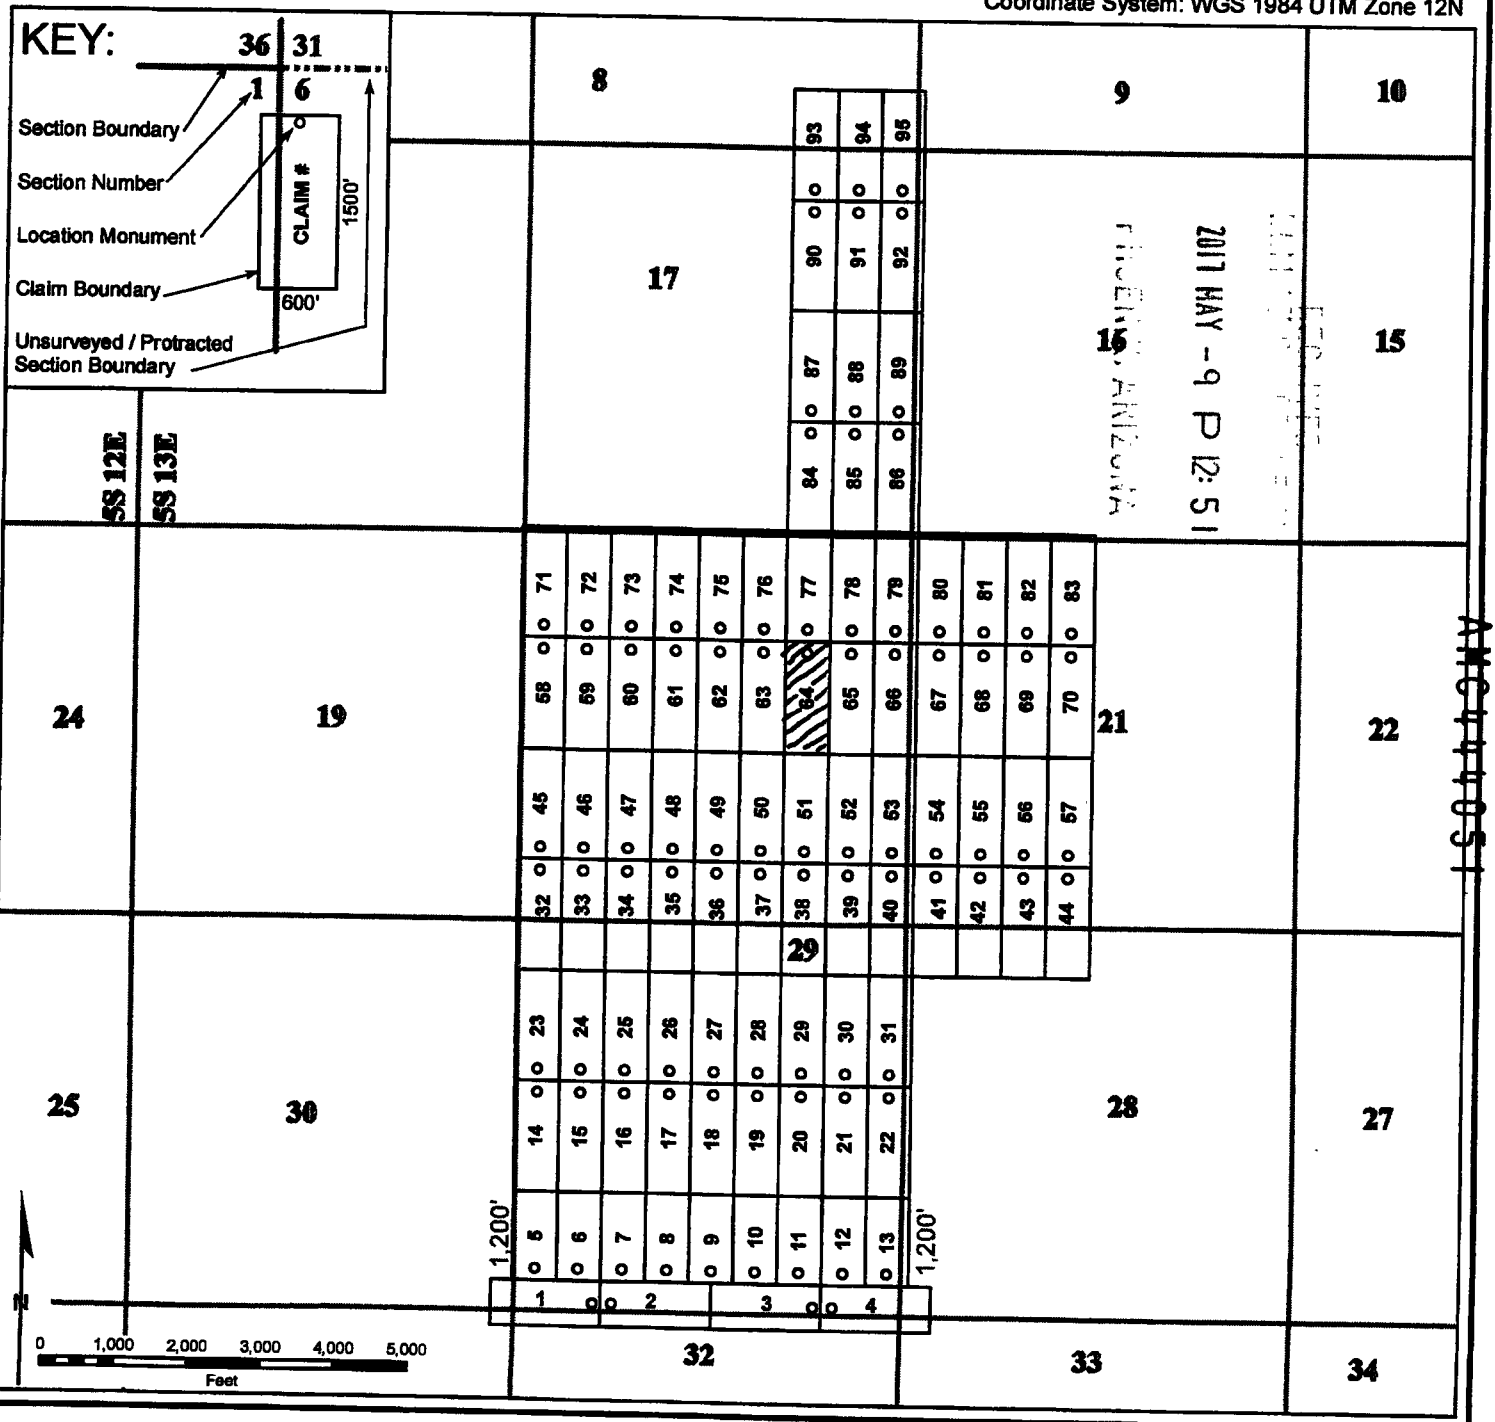 Coordinate System: WGS 1984 UTM Zone 12N
KEY:
36 31
1 6
Section Boundary
Section Number
Location Monument
Claim Boundary
Unsurveyed / Protracted
Section Boundary
CLAIM #
1500'
600'
8 9 10
93 94 95
17 16 15
90 91 92
87 88 89
84 85 86
2017 MAY -9 P 12:51
ARIZONA
5S 12E
5S 13E
71 72 73 74 75 76 77 78 79 80 81 82 83
58 59 60 61 62 63 64 65 66 67 68 69 70
24 19 21 22
AMC444051
45 46 47 48 49 50 51 52 53 54 55 56 57
32 33 34 35 36 37 38 39 40 41 42 43 44
29
23 24 25 26 27 28 29 30 31
25 30 28 27
14 15 16 17 18 19 20 21 22
1,200' 5 6 7 8 9 10 11 12 13 1,200'
1 2 3 4
N
0 1,000 2,000 3,000 4,000 5,000
Feet
32 33 34